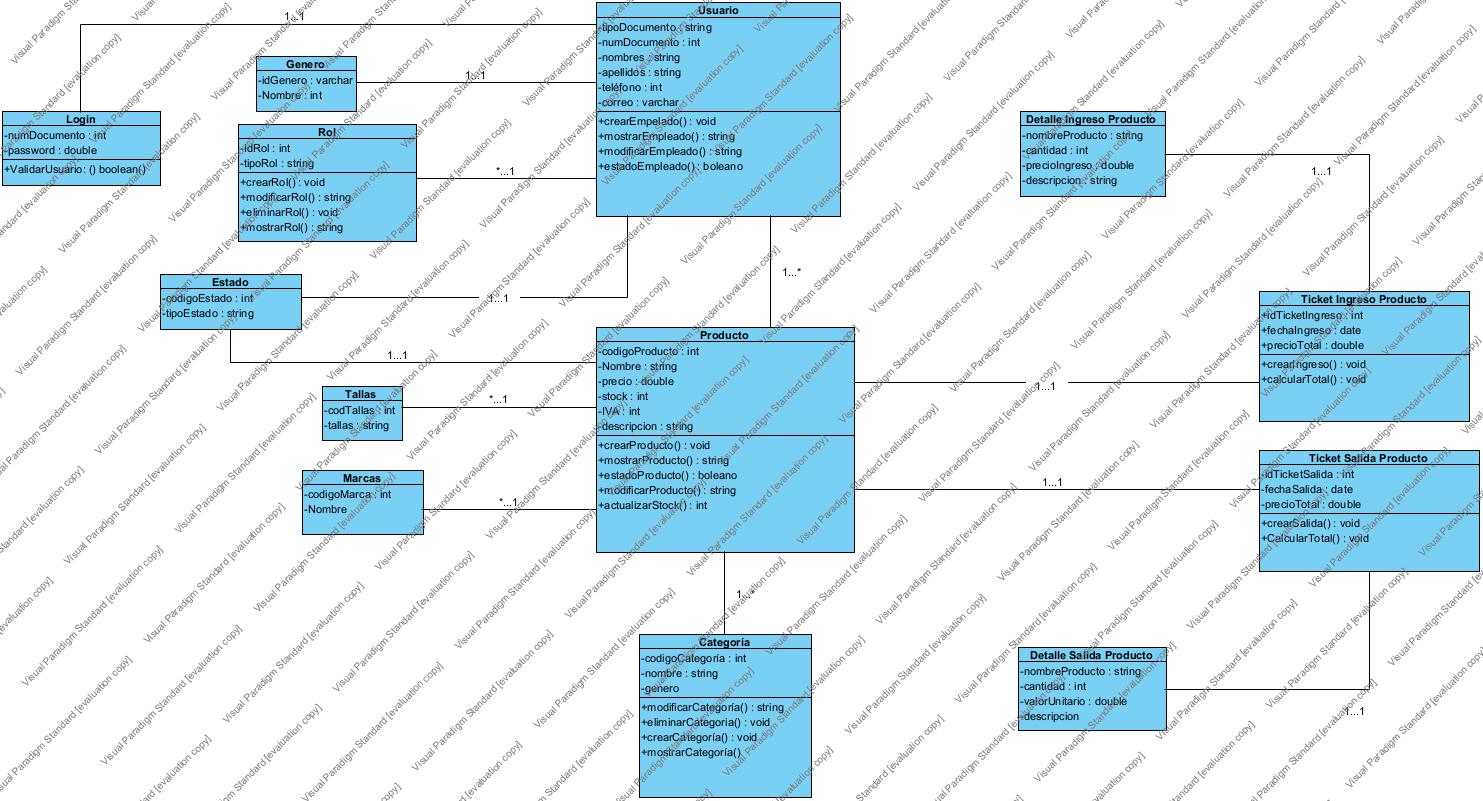 Usuario
-tipoDocumento : string
-numDocumento : int
-nombres : string
-apellidos : string
-teléfono : int
-correo : varchar
+crearEmpelado() : void
+mostrarEmpleado() : string
+modificarEmpleado() : string
+estadoEmpleado() : boleano
1...1
Genero
-idGenero : varchar
-Nombre : int
1...1
Login
-numDocumento : int
-password : double
+ValidarUsuario: () boolean()
Rol
-idRol : int
-tipoRol : string
+crearRol() : void
+modificarRol() : string
+eliminarRol() : void
+mostrarRol() : string
*...1
Detalle Ingreso Producto
-nombreProducto : string
-cantidad : int
-precioIngreso : double
-descripcion : string
1...1
Estado
-codigoEstado : int
-tipoEstado : string
1...1
1...*
1...1
Ticket Ingreso Producto
-idTicketIngreso : int
-fechaIngreso : date
-precioTotal : double
+crearIngreso() : void
+calcularTotal() : void
Producto
-codigoProducto : int
-Nombre : string
-precio : double
-stock : int
-IVA : int
-descripcion : string
+crearProducto() : void
+mostrarProducto() : string
+estadoProducto() : boleano
+modificarProducto() : string
+actualizarStock() : int
1...1
Tallas
-codTallas : int
-tallas : string
*...1
Marcas
-codigoMarca : int
-Nombre
*...1
1...1
Ticket Salida Producto
-idTicketSalida : int
-fechaSalida : date
-precioTotal : double
+crearSalida() : void
+CalcularTotal() : void
Categoría
-codigoCategoría : int
-nombre : string
-genero
+modificarCategoría() : string
+eliminarCategoria() : void
+crearCategoría() : void
+mostrarCategoría()
Detalle Salida Producto
-nombreProducto : string
-cantidad : int
-valorUnitario : double
-descripcion
1...1
Visual Paradigm Standard [evaluation copy]